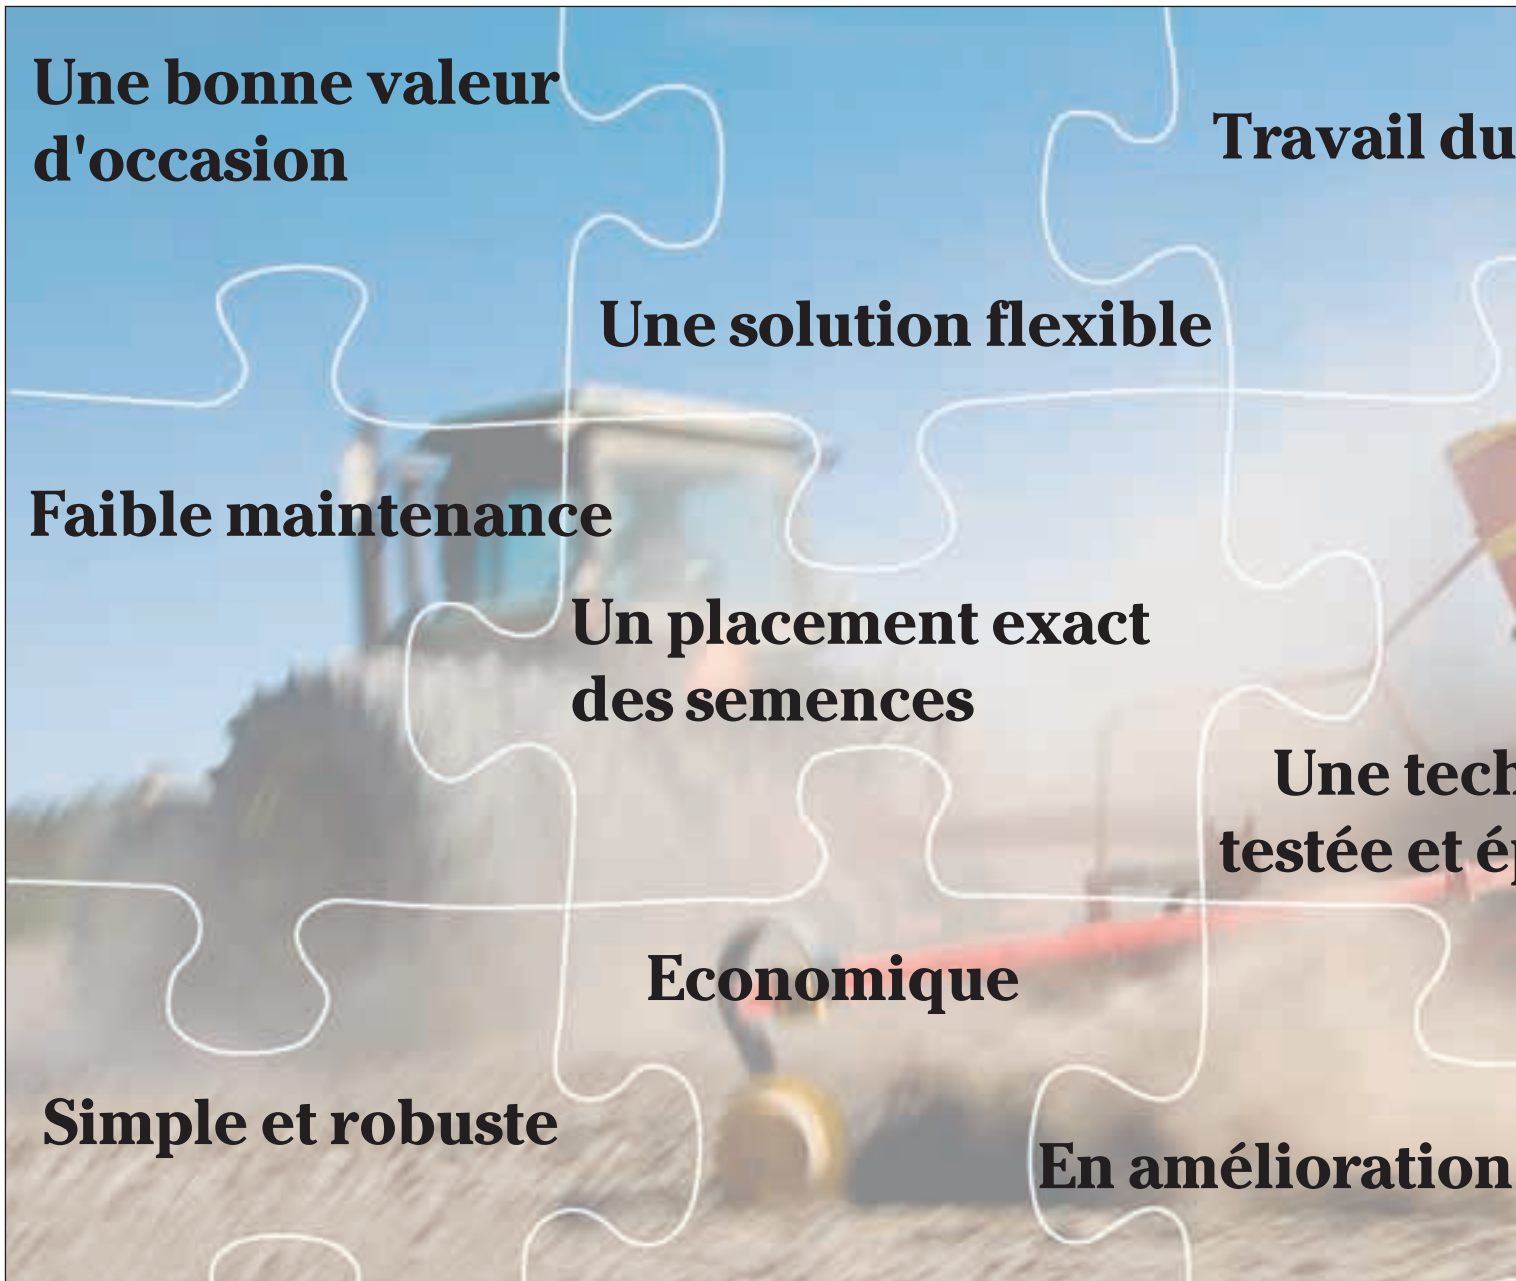 Une bonne valeur
d'occasion
Travail du
Une solution flexible
Faible maintenance
Un placement exact
des semences
Une
testée et
Economique
Simple et robuste
En amélioration